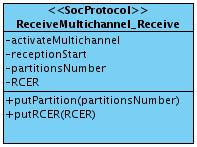 <<SocProtocol>>
ReceiveMultichannel_Receive
-activateMultichannel
-receptionStart
-partitionsNumber
-RCER
+putPartition(partitionsNumber)
+putRCER(RCER)